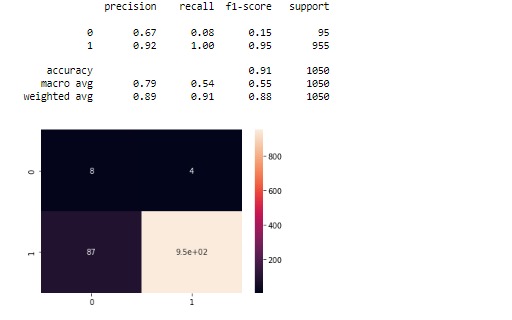 precision recall f1-score support
0 0.67 0.08 0.15 95
1 0.92 1.00 0.95 955
accuracy 0.91 1050
macro avg 0.79 0.54 0.55 1050
weighted avg 0.89 0.91 0.88 1050
800
0 8 4
600
400
1 87 9.5e+02
200
0 1